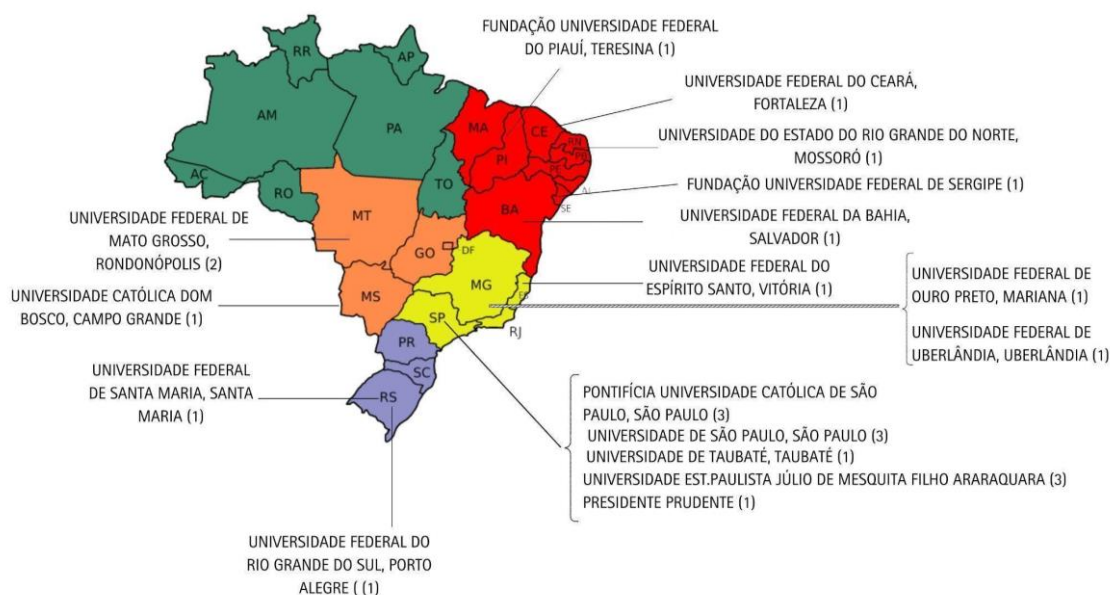 FUNDAÇÃO UNIVERSIDADE FEDERAL
DO PIAUÍ, TERESINA (1)
UNIVERSIDADE FEDERAL DO CEARÁ,
FORTALEZA (1)
UNIVERSIDADE DO ESTADO DO RIO GRANDE DO NORTE,
MOSSORÓ (1)
FUNDAÇÃO UNIVERSIDADE FEDERAL DE SERGIPE (1)
UNIVERSIDADE FEDERAL DA BAHIA,
SALVADOR (1)
UNIVERSIDADE FEDERAL DO
ESPÍRITO SANTO, VITÓRIA (1)
UNIVERSIDADE FEDERAL DE
OURO PRETO, MARIANA (1)
UNIVERSIDADE FEDERAL DE
UBERLÂNDIA, UBERLÂNDIA (1)
RR
AP
AM
PA
MA
CE
RN
PB
PI
PE
AC
RO
TO
AL
SE
BA
MT
GO
DF
MG
ES
MS
SP
RJ
PR
SC
RS
UNIVERSIDADE FEDERAL DE
MATO GROSSO,
RONDONÓPOLIS (2)
UNIVERSIDADE CATÓLICA DOM
BOSCO, CAMPO GRANDE (1)
UNIVERSIDADE FEDERAL
DE SANTA MARIA, SANTA
MARIA (1)
PONTIFÍCIA UNIVERSIDADE CATÓLICA DE SÃO
PAULO, SÃO PAULO (3)
UNIVERSIDADE DE SÃO PAULO, SÃO PAULO (3)
UNIVERSIDADE DE TAUBATÉ, TAUBATÉ (1)
UNIVERSIDADE EST.PAULISTA JÚLIO DE MESQUITA FILHO ARARAQUARA (3)
PRESIDENTE PRUDENTE (1)
UNIVERSIDADE FEDERAL DO
RIO GRANDE DO SUL, PORTO
ALEGRE ( (1)